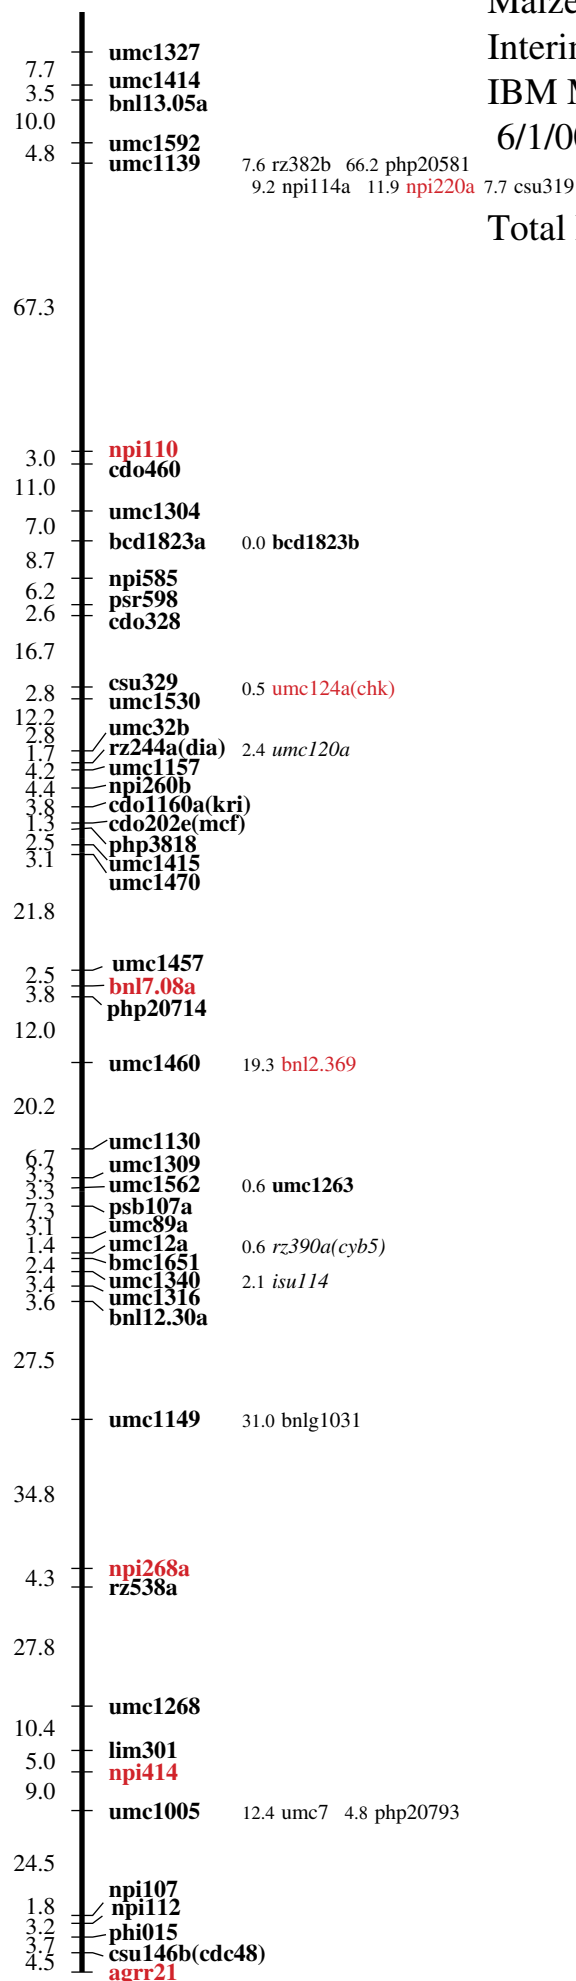 Maize
Interin
IBM M
6/1/00
Total
umc1327
7.7
umc1414
3.5
bnl13.05a
10.0
umc1592
4.8
umc1139 7.6 rz382b 66.2 php20581
9.2 npi114a 11.9 npi220a 7.7 csu319
67.3
npi110
3.0
cdo460
11.0
umc1304
7.0
bcd1823a 0.0 bcd1823b
8.7
npi585
6.2
psr598
2.6
cdo328
16.7
csu329 0.5 umc124a(chk)
2.8
umc1530
12.2
umc32b
2.8
rz244a(dia) 2.4 umc120a
1.7
umc1157
4.2
npi260b
4.4
cdo1160a(kri)
3.8
cdo202e(mcf)
1.3
php3818
2.5
umc1415
3.1
umc1470
21.8
umc1457
2.5
bnl7.08a
3.8
php20714
12.0
umc1460 19.3 bnl2.369
20.2
umc1130
6.7
umc1309
3.3
umc1562 0.6 umc1263
3.3
psb107a
7.3
umc89a
3.1
umc12a 0.6 rz390a(cyb5)
1.4
bmc1651
2.4
umc1340 2.1 isu114
3.4
umc1316
3.6
bnl12.30a
27.5
umc1149 31.0 bnlg1031
34.8
npi268a
4.3
rz538a
27.8
umc1268
10.4
lim301
5.0
npi414
9.0
umc1005 12.4 umc7 4.8 php20793
24.5
npi107
1.8
npi112
3.2
phi015
3.7
csu146b(cdc48)
4.5
agrr21